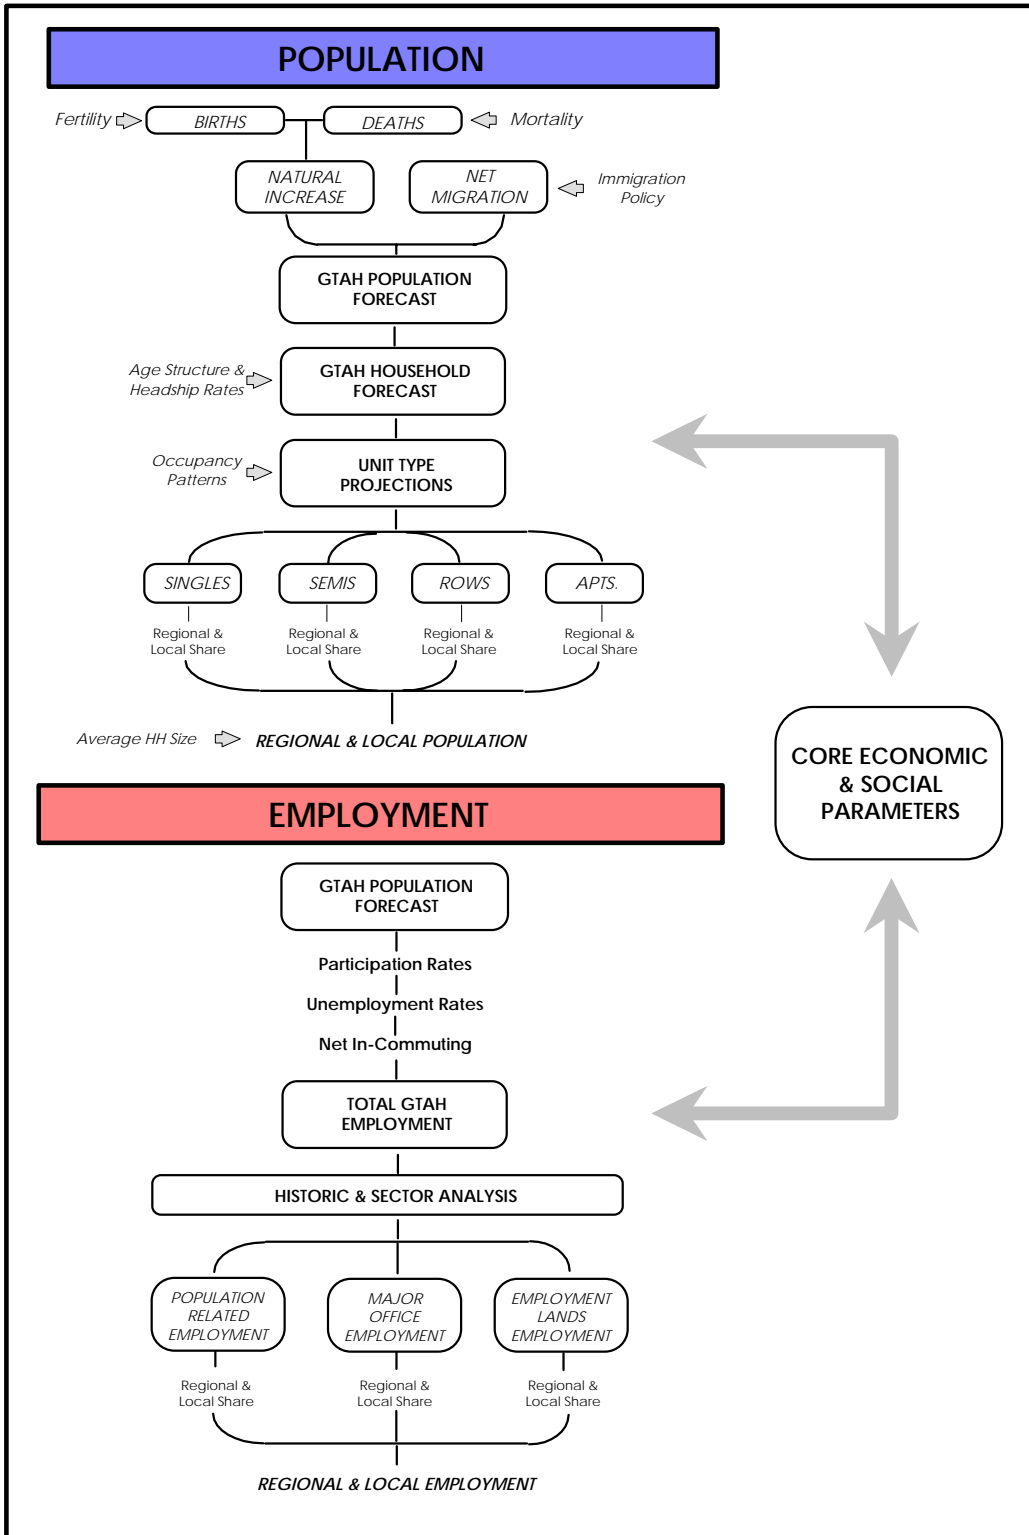 POPULATION
Fertility
BIRTHS
DEATHS
Mortality
NATURAL
INCREASE
NET
MIGRATION
Immigration
Policy
GTAH POPULATION
FORECAST
Age Structure &
Headship Rates
GTAH HOUSEHOLD
FORECAST
Occupancy
Patterns
UNIT TYPE
PROJECTIONS
SINGLES
SEMIS
ROWS
APTS.
Regional &
Local Share
Regional &
Local Share
Regional &
Local Share
Regional &
Local Share
Average HH Size
REGIONAL & LOCAL POPULATION
CORE ECONOMIC
& SOCIAL
PARAMETERS
EMPLOYMENT
GTAH POPULATION
FORECAST
Participation Rates
Unemployment Rates
Net In-Commuting
TOTAL GTAH
EMPLOYMENT
HISTORIC & SECTOR ANALYSIS
POPULATION
RELATED
EMPLOYMENT
MAJOR
OFFICE
EMPLOYMENT
EMPLOYMENT
LANDS
EMPLOYMENT
Regional &
Local Share
Regional &
Local Share
Regional &
Local Share
REGIONAL & LOCAL EMPLOYMENT